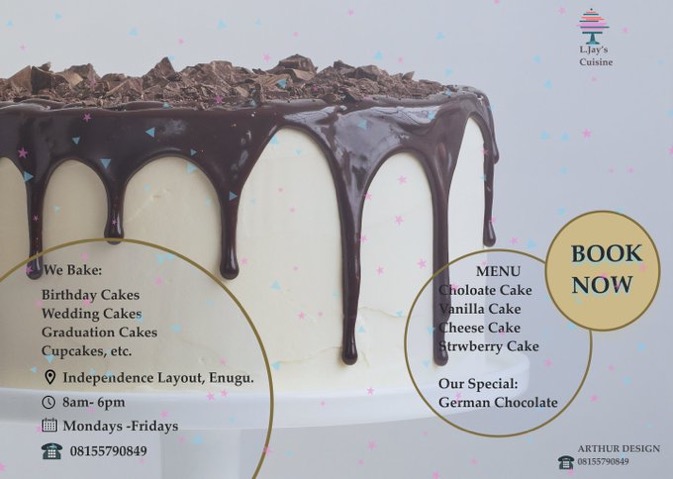 L.Jay's
Cuisine
BOOK
NOW
We Bake:
Birthday Cakes
Wedding Cakes
Graduation Cakes
Cupcakes, etc.
Independence Layout, Enugu.
8am- 6pm
Mondays -Fridays
08155790849
MENU
Choloate Cake
Vanilla Cake
Cheese Cake
Strwberry Cake
Our Special:
German Chocolate
ARTHUR DESIGN
08155790849